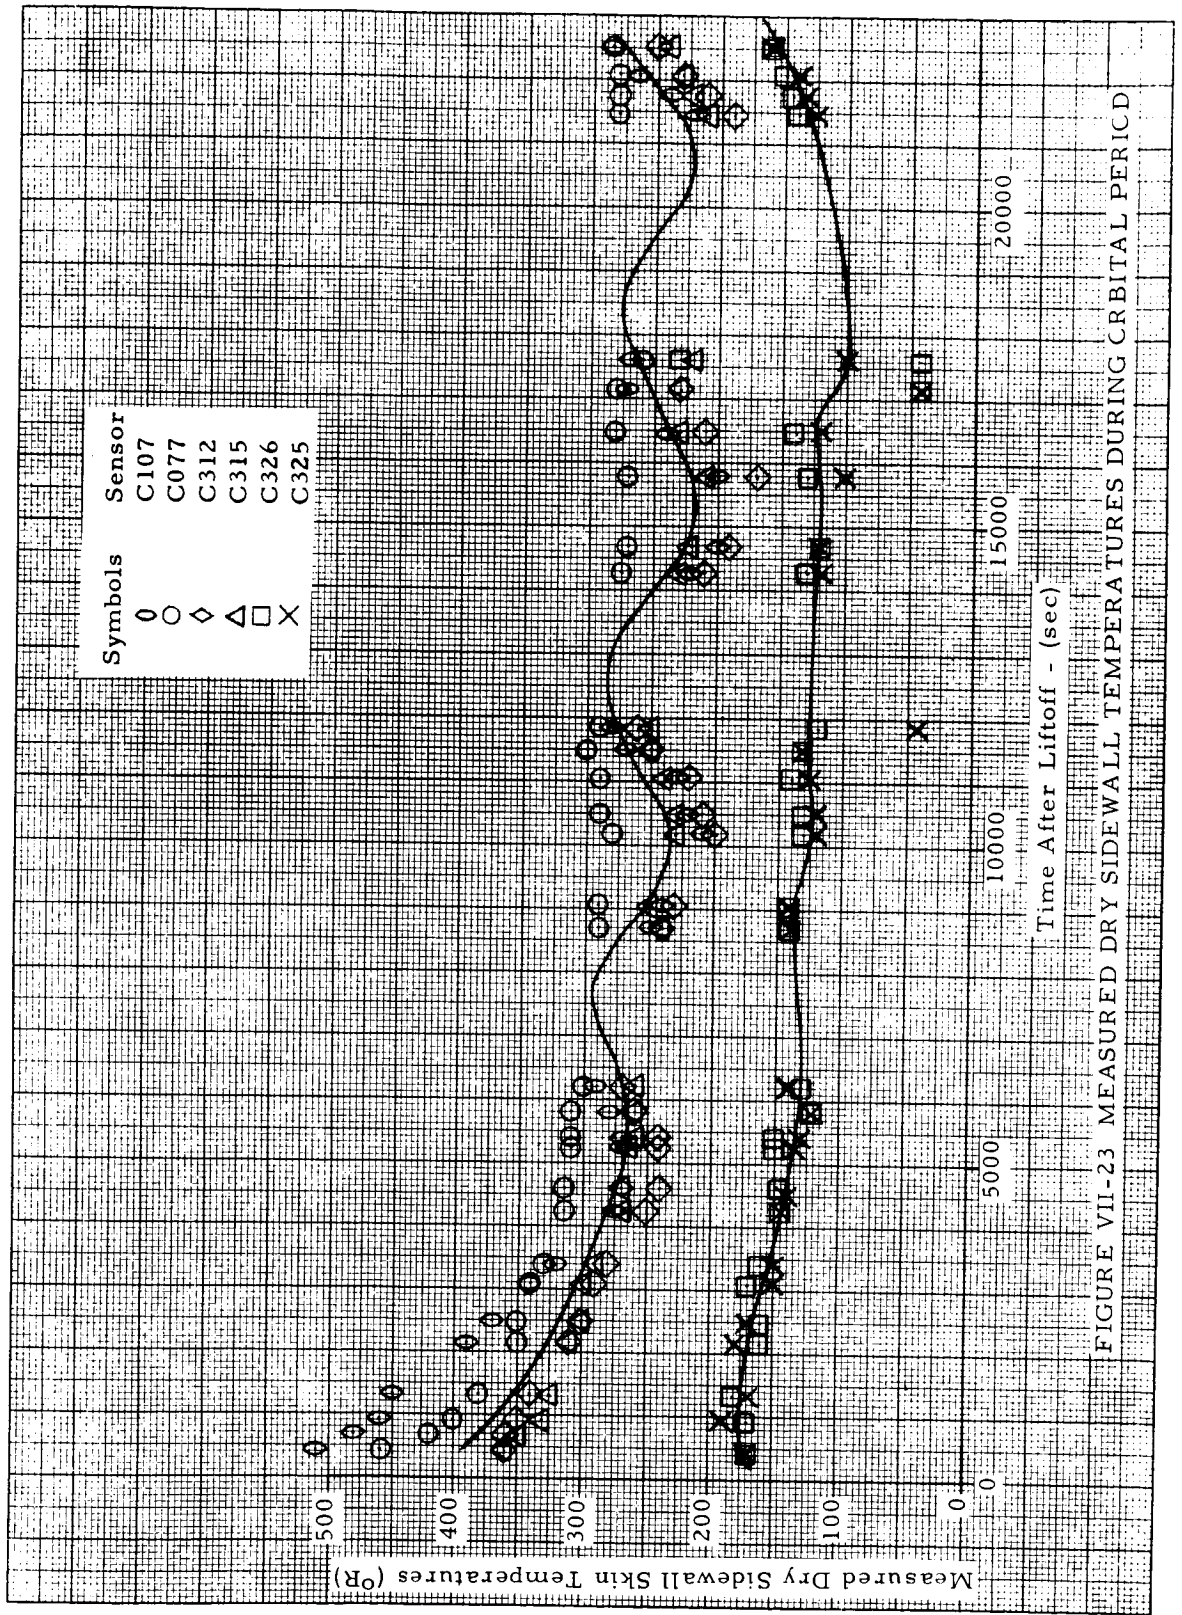 Symbols Sensor
0 C107
○ C077
◇ C312
△ C315
□ C326
X C325
Measured Dry Sidewall Skin Temperatures (ºR)
500
400
300
200
100
0
0
5000
10000
15000
20000
Time After Liftoff - (sec)
FIGURE VII-23 MEASURED DRY SIDEWALL TEMPERATURES DURING CRBITAL PERICD